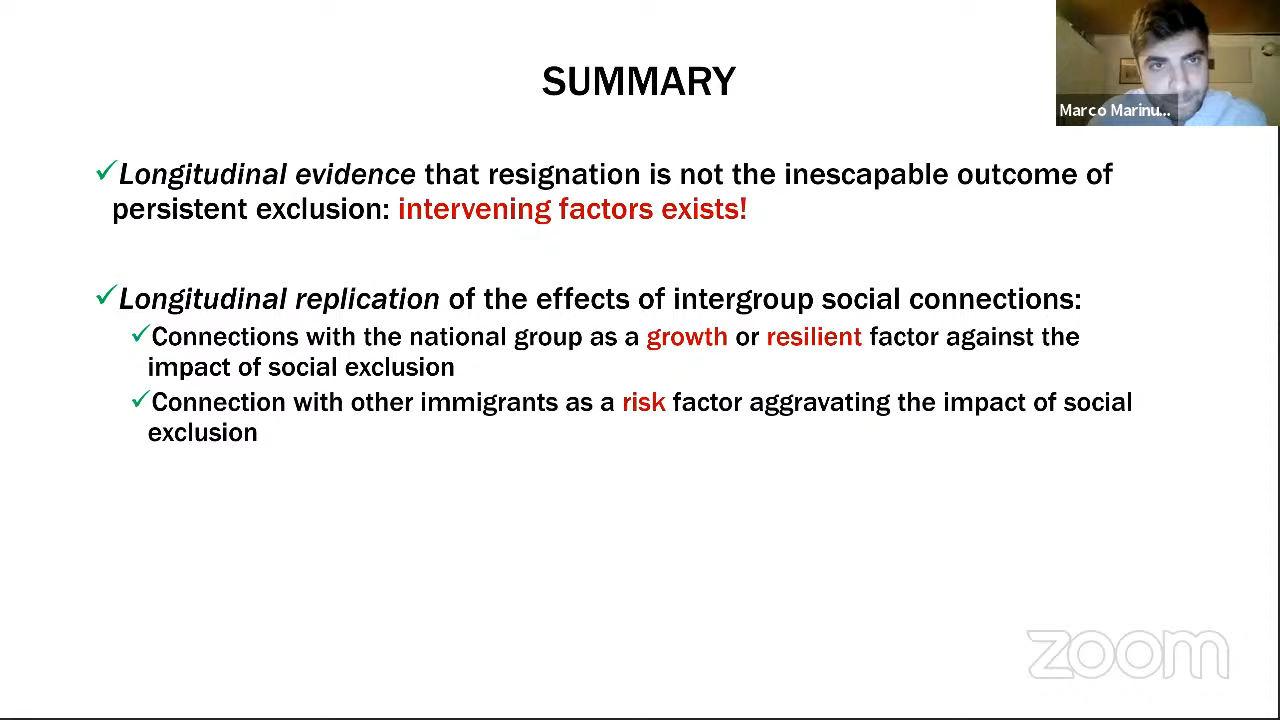 SUMMARY
Marco Marinu...
✓Longitudinal evidence that resignation is not the inescapable outcome of
persistent exclusion: intervening factors exists!
✓Longitudinal replication of the effects of intergroup social connections:
✓Connections with the national group as a growth or resilient factor against the
impact of social exclusion
✓Connection with other immigrants as a risk factor aggravating the impact of social
exclusion
zoom